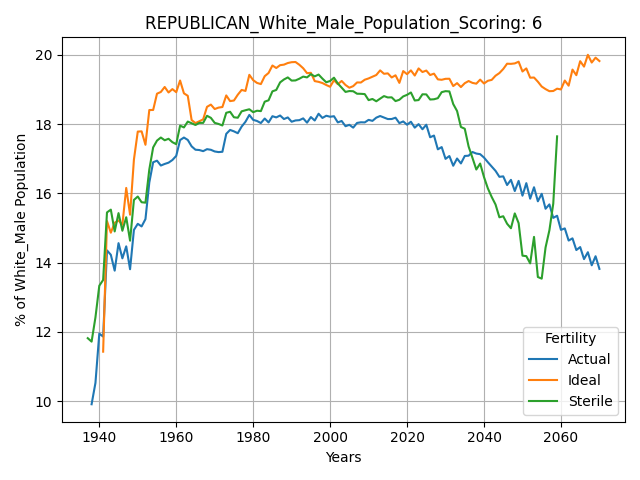 REPUBLICAN_White_Male_Population_Scoring: 6
% of White_Male Population
20
18
16
14
12
10
Fertility
Actual
Ideal
Sterile
1940 1960 1980 2000 2020 2040 2060
Years